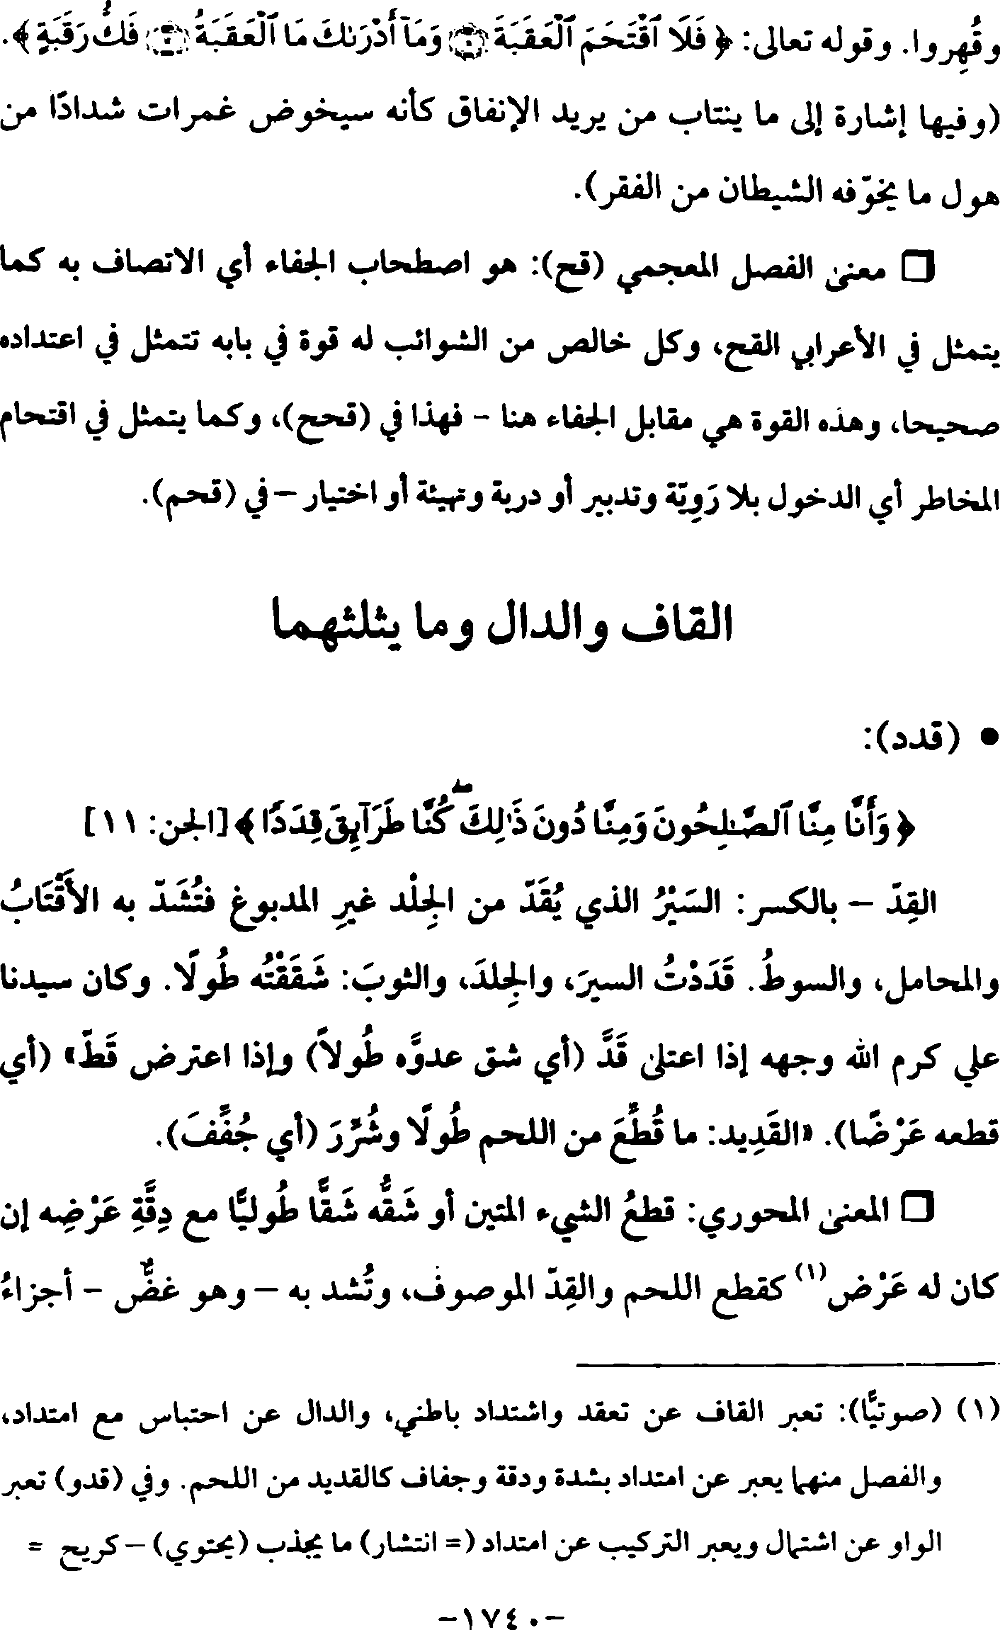 وقُهِروا. وقوله تعالى: ﴿ فَلَا ٱقْتَحَمَ ٱلْعَقَبَةَ ۝ وَمَآ أَدْرَىٰكَ مَا ٱلْعَقَبَةُ ۝ فَكُّ رَقَبَةٍ ﴾.
(وفيها إشارة إلى ما ينتاب من يريد الإنفاق كأنه سيخوض غمرات شدادًا من
هول ما يخوّفه الشيطان من الفقر).
❑ معنى الفصل المعجمي (قح): هو اصطحاب الجفاء أي الاتصاف به كما
يتمثل في الأعرابي القح، وكل خالص من الشوائب له قوة في بابه تتمثل في اعتداده
صحيحا، وهذه القوة هي مقابل الجفاء هنا - فهذا في (قحح)، وكما يتمثل في اقتحام
المخاطر أي الدخول بلا رَوِيّة وتدبير أو دربة وتهيئة أو اختيار – في (قحم).
القاف والدال وما يثلثهما
• (قدد):
﴿ وَأَنَّا مِنَّا ٱلصَّـٰلِحُونَ وَمِنَّا دُونَ ذَٰلِكَ ۖ كُنَّا طَرَآئِقَ قِدَدًا ﴾ [الجن: ١١]
القِدّ – بالكسر: السَيْرُ الذي يُقَدّ من الجِلْد غيرِ المدبوغ فتُشَدّ به الأَقْتَابُ
والمحامل، والسوطُ. قَدَدْتُ السيرَ، والجِلدَ، والثوبَ: شَقَقْتُه طُولًا. وكان سيدنا
علي كرم الله وجهه إذا اعتلى قَدَّ (أي شق عدوَّه طُولاً) وإذا اعترض قَطّ» (أي
قطعه عَرْضًا). «القَدِيد: ما قُطِّعَ من اللحم طُولًا وشُرِّرَ (أي جُفِّفَ).
❑ المعنى المحوري: قطعُ الشيء المتين أو شَقُّه شَقًّا طُوليًّا مع دِقَّةِ عَرْضِه إن
كان له عَرْض(١) كقطع اللحم والقِدّ الموصوف، وتُشد به – وهو غضٌّ – أجزاءُ
(١) (صوتيًّا): تعبر القاف عن تعقد واشتداد باطني، والدال عن احتباس مع امتداد،
والفصل منهما يعبر عن امتداد بشدة ودقة وجفاف كالقديد من اللحم. وفي (قدو) تعبر
الواو عن اشتمال ويعبر التركيب عن امتداد (= انتشار) ما يجذب (يحتوي) – كريح =
-١٧٤٠-